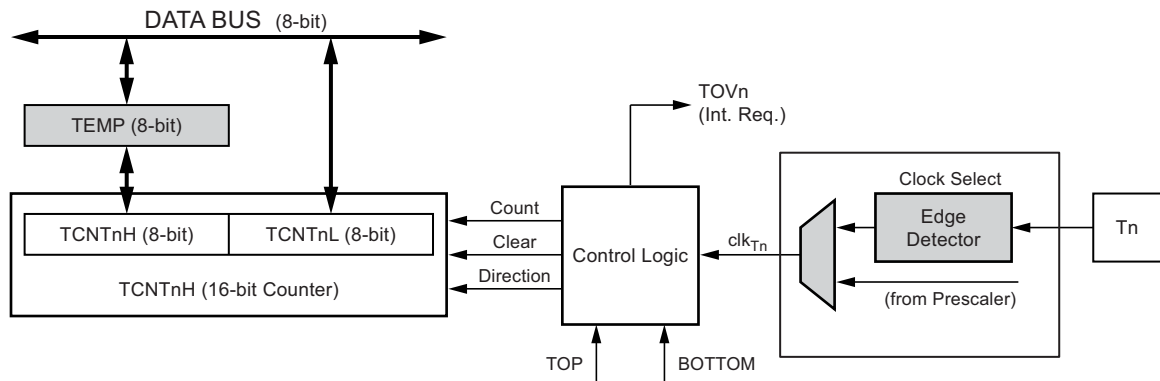 DATA BUS (8-bit)
TEMP (8-bit)
TCNTnH (8-bit)
TCNTnL (8-bit)
TCNTnH (16-bit Counter)
Count
Clear
Direction
Control Logic
TOVn
(Int. Req.)
TOP
BOTTOM
clkTn
Clock Select
Edge
Detector
(from Prescaler)
Tn